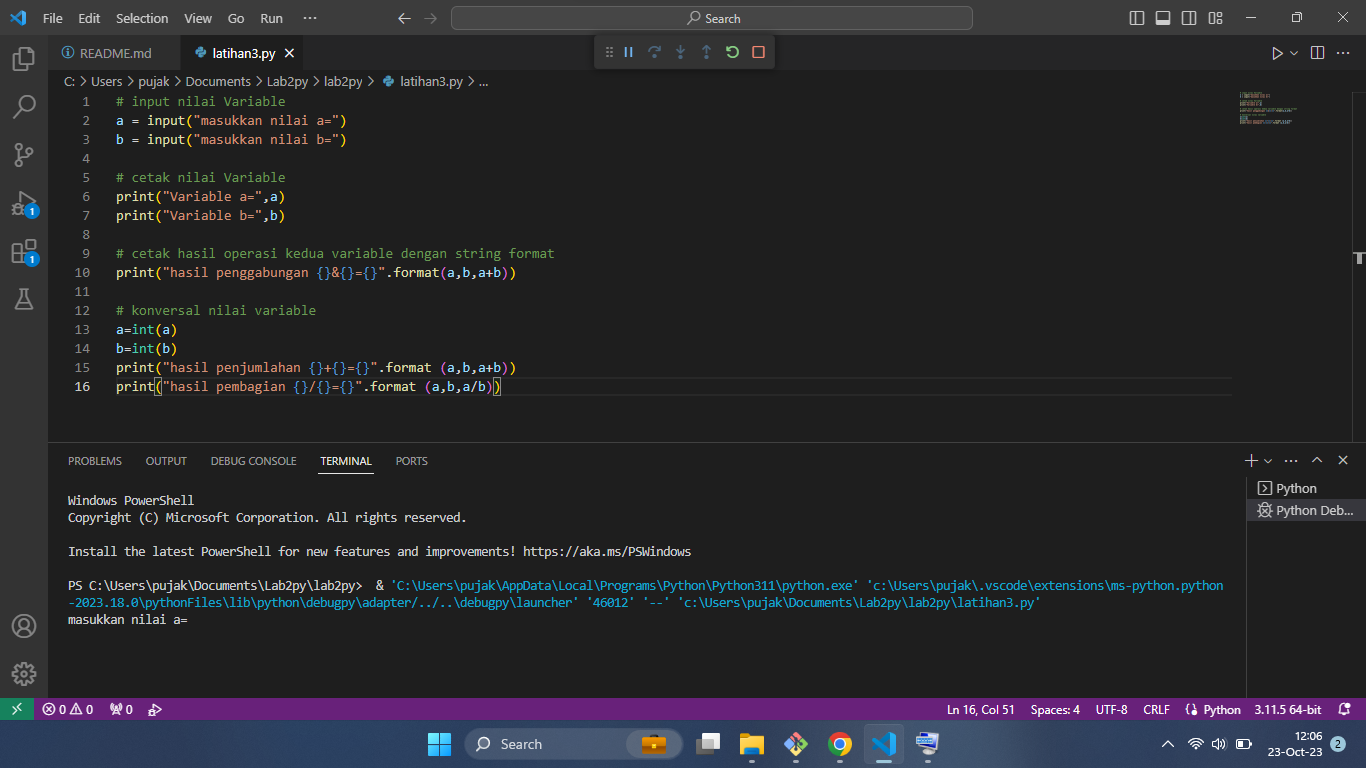 File Edit Selection View Go Run ··· Search
README.md latihan3.py
C: > Users > pujak > Documents > Lab2py > lab2py > latihan3.py > ...
1 # input nilai Variable
2 a = input("masukkan nilai a=")
3 b = input("masukkan nilai b=")
4
5 # cetak nilai Variable
6 print("Variable a=",a)
7 print("Variable b=",b)
8
9 # cetak hasil operasi kedua variable dengan string format
10 print("hasil penggabungan {}&{}={}".format(a,b,a+b))
11
12 # konversal nilai variable
13 a=int(a)
14 b=int(b)
15 print("hasil penjumlahan {}+{}={}".format (a,b,a+b))
16 print("hasil pembagian {}/{}={}".format (a,b,a/b))
1
1
PROBLEMS OUTPUT DEBUG CONSOLE TERMINAL PORTS
Python
Python Deb...
Windows PowerShell
Copyright (C) Microsoft Corporation. All rights reserved.
Install the latest PowerShell for new features and improvements! https://aka.ms/PSWindows
PS C:\Users\pujak\Documents\Lab2py\lab2py>  & 'C:\Users\pujak\AppData\Local\Programs\Python\Python311\python.exe' 'c:\Users\pujak\.vscode\extensions\ms-python.python
-2023.18.0\pythonFiles\lib\python\debugpy\adapter/../..\debugpy\launcher' '46012' '--' 'c:\Users\pujak\Documents\Lab2py\lab2py\latihan3.py'
masukkan nilai a=
0 0 0 Ln 16, Col 51 Spaces: 4 UTF-8 CRLF Python 3.11.5 64-bit
Search
12:06
23-Oct-23 2